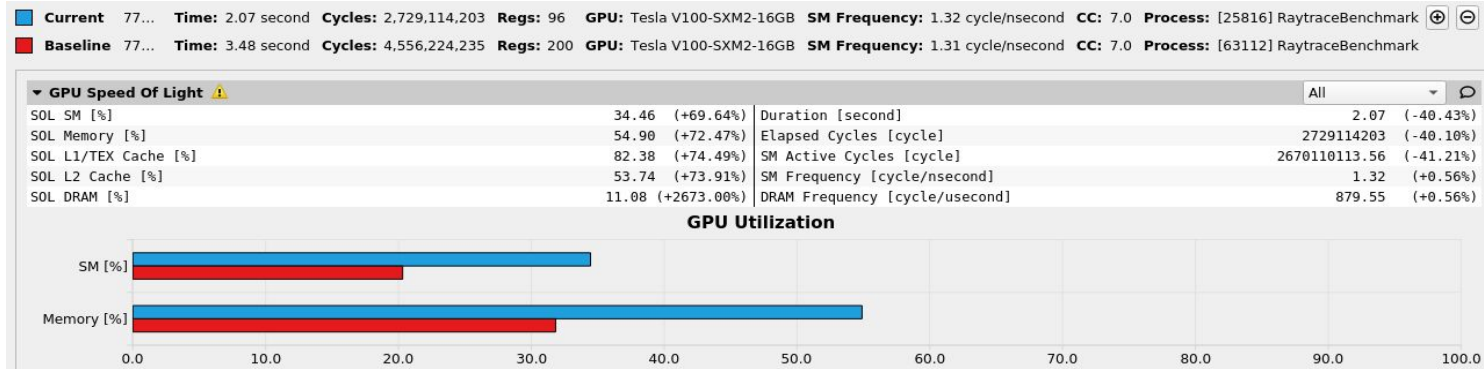 Current 77... Time: 2.07 second Cycles: 2,729,114,203 Regs: 96 GPU: Tesla V100-SXM2-16GB SM Frequency: 1.32 cycle/nsecond CC: 7.0 Process: [25816] RaytraceBenchmark
Baseline 77... Time: 3.48 second Cycles: 4,556,224,235 Regs: 200 GPU: Tesla V100-SXM2-16GB SM Frequency: 1.31 cycle/nsecond CC: 7.0 Process: [63112] RaytraceBenchmark
GPU Speed Of Light All
SOL SM [%] 34.46 (+69.64%) Duration [second] 2.07 (-40.43%)
SOL Memory [%] 54.90 (+72.47%) Elapsed Cycles [cycle] 2729114203 (-40.10%)
SOL L1/TEX Cache [%] 82.38 (+74.49%) SM Active Cycles [cycle] 2670110113.56 (-41.21%)
SOL L2 Cache [%] 53.74 (+73.91%) SM Frequency [cycle/nsecond] 1.32 (+0.56%)
SOL DRAM [%] 11.08 (+2673.00%) DRAM Frequency [cycle/usecond] 879.55 (+0.56%)
GPU Utilization
SM [%]
Memory [%]
0.0 10.0 20.0 30.0 40.0 50.0 60.0 70.0 80.0 90.0 100.0